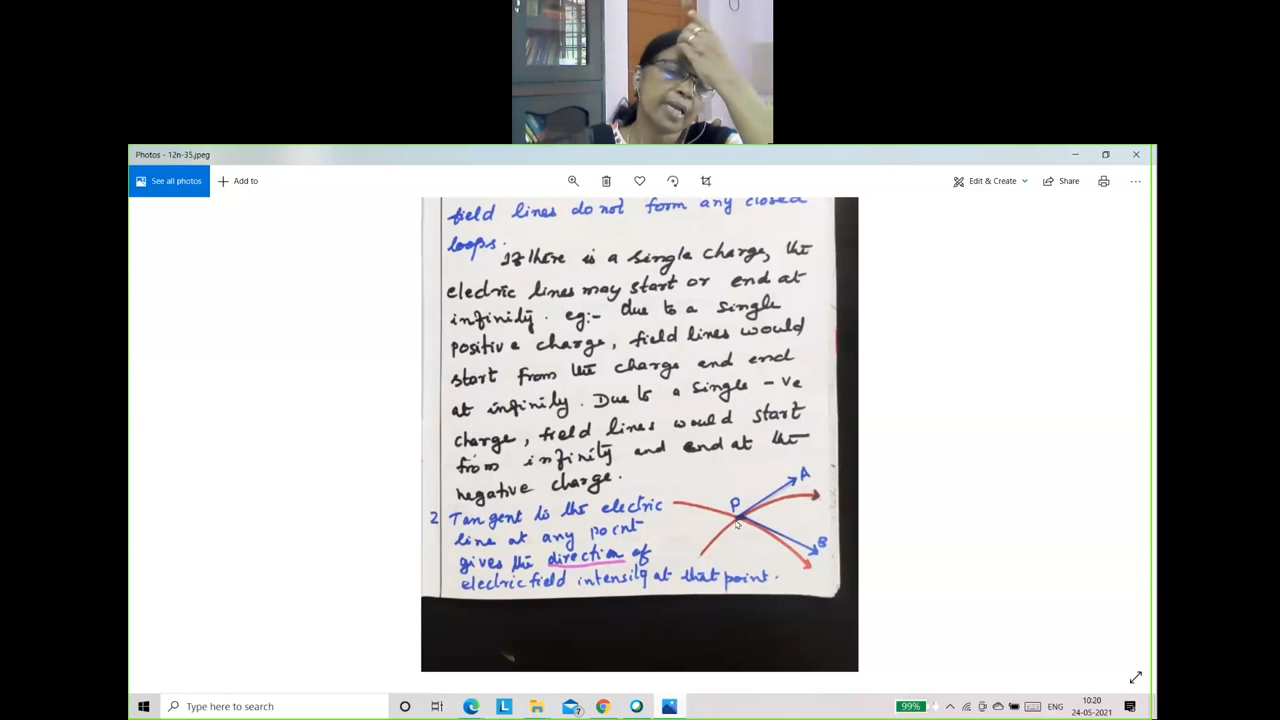 Photos - 12n-35.jpeg
See all photos
Add to
Edit & Create
Share
field lines do not form any closed
loops.
If there is a single charge, the
electric lines may start or end at
infinity. eg:- due to a single
positive charge, field lines would
start from the charge and end
at infinity. Due to a single -ve
charge, field lines would start
from infinity and end at the
negative charge.
2 Tangent to the electric
line at any point
gives the direction of
electric field intensity at that point.
P
A
B
Type here to search
L
7
99%
ENG
10:20
24-05-2021